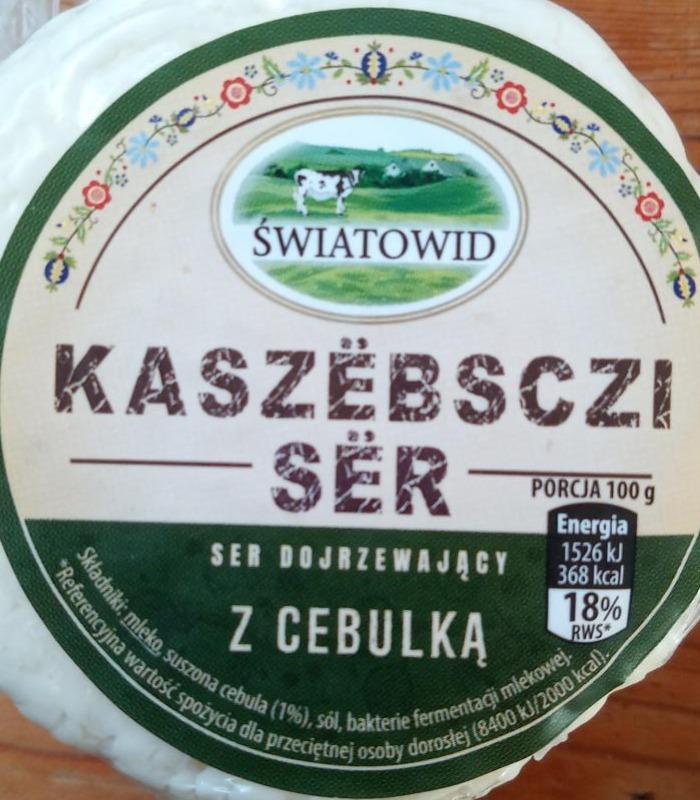 ŚWIATOWID
KASZËBSCZI
SËR
PORCJA 100 g
Energia
1526 kJ
368 kcal
18%
RWS*
SER DOJRZEWAJĄCY
Z CEBULKĄ
Składniki: mleko, suszona cebula (1%), sól, bakterie fermentacji mlekowej.
*Referencyjna wartość spożycia dla przeciętnej osoby dorosłej (8400 kJ/2000 kcal).